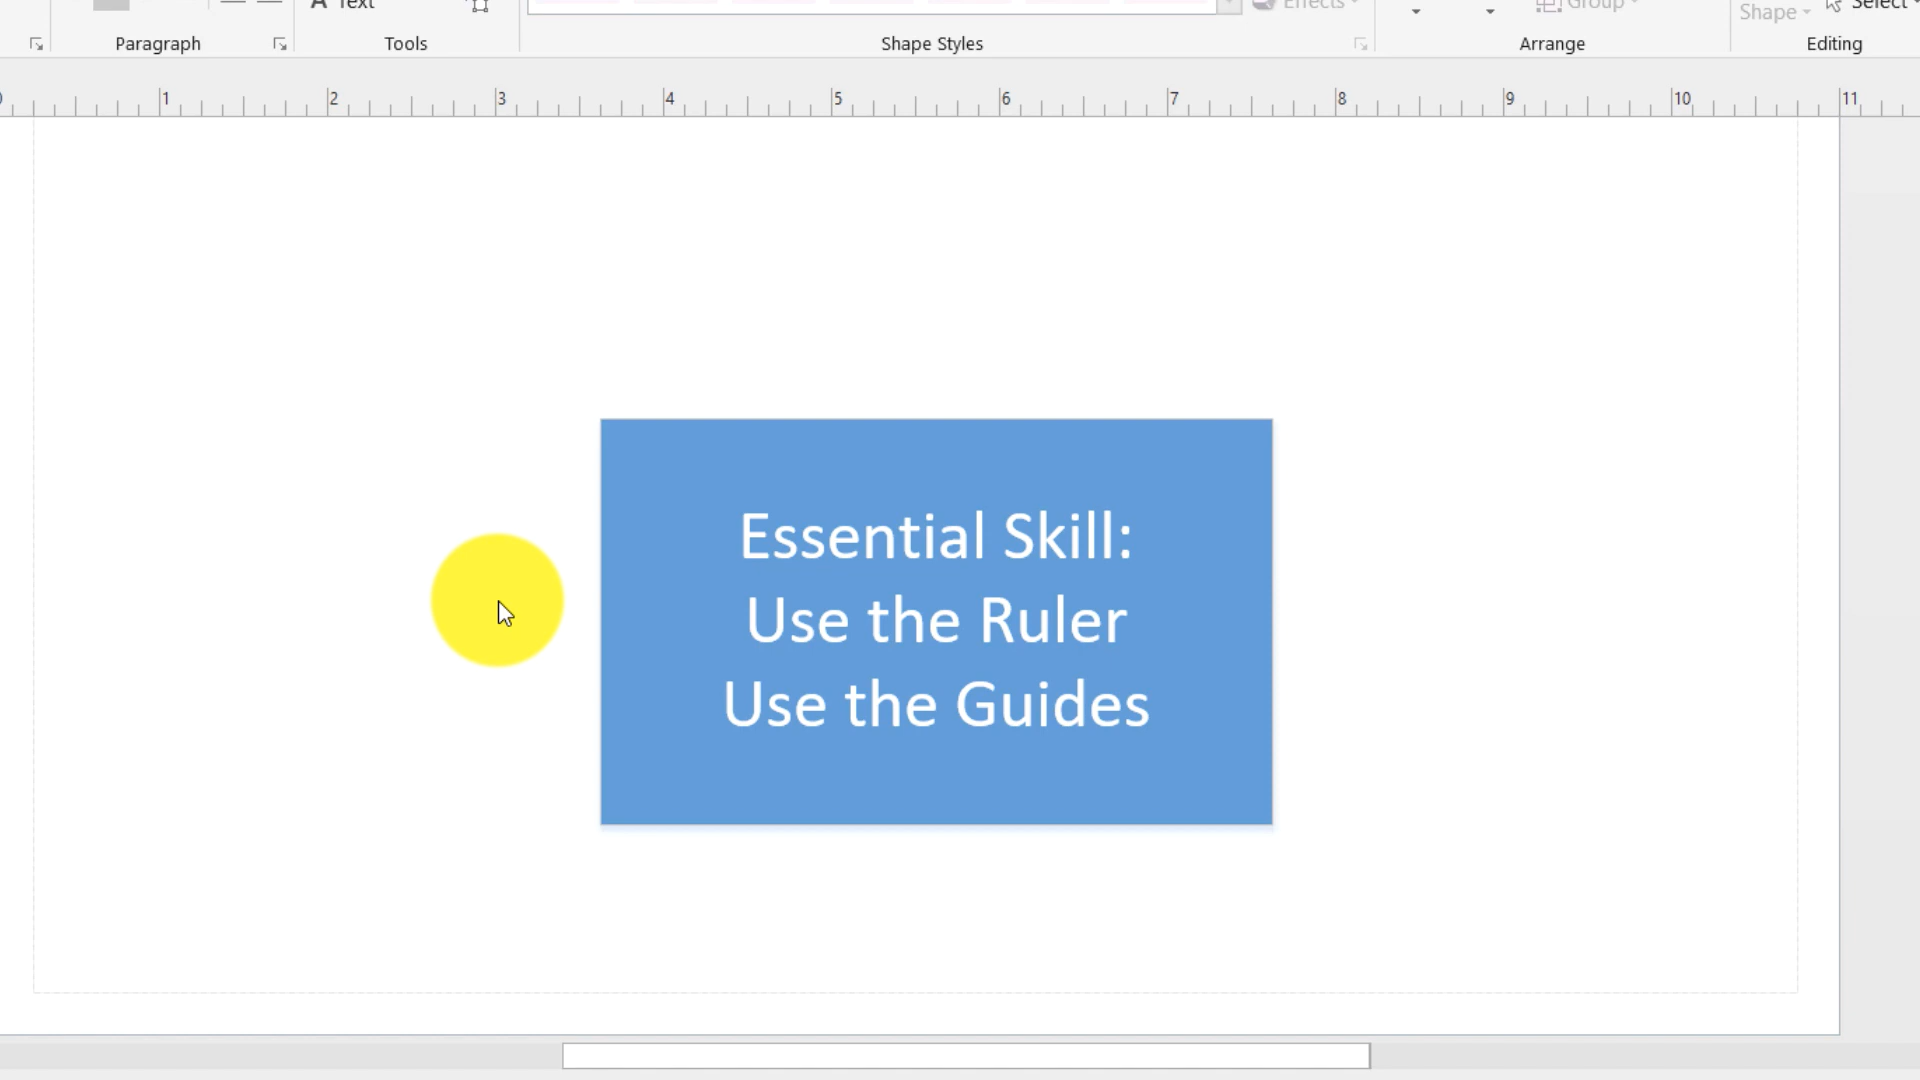 Text
Effects
Group
Shape
Select
Paragraph
Tools
Shape Styles
Arrange
Editing
1 2 3 4 5 6 7 8 9 10 11
Essential Skill:
Use the Ruler
Use the Guides